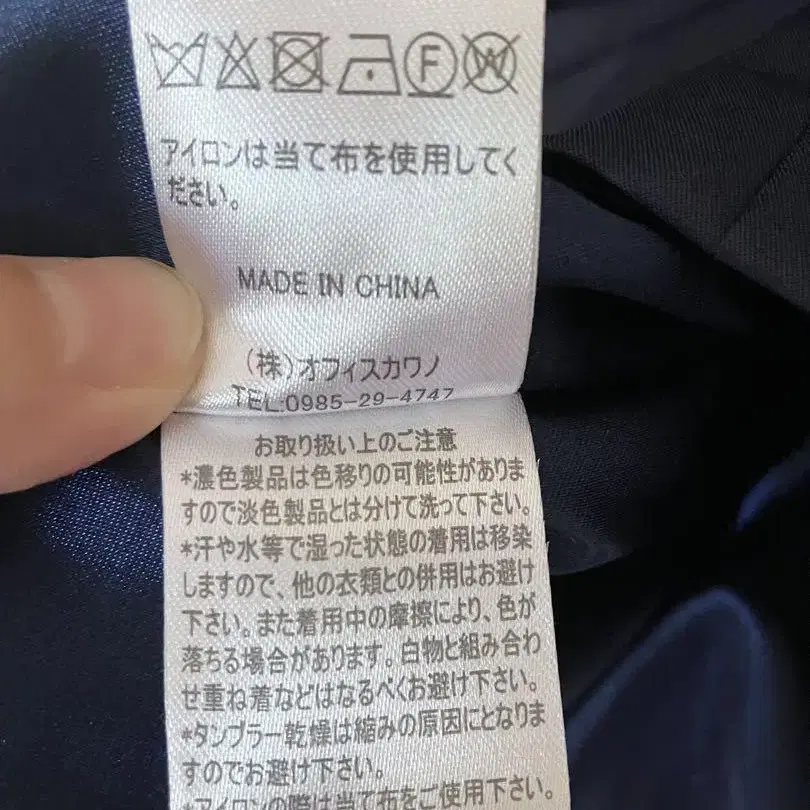 F W
アイロンは当て布を使用してく
ださい。
MADE IN CHINA
(株)オフィスカワノ
TEL.0985-29-4747
お取り扱い上のご注意
*濃色製品は色移りの可能性がありま
すので淡色製品とは分けて洗って下さい。
*汗や水等で湿った状態の着用は移染
しますので、他の衣類との併用はお避け
下さい。また着用中の摩擦により、色が
落ちる場合があります。白物と組み合わ
せ重ね着などはなるべくお避け下さい。
*タンブラー乾燥は縮みの原因にとなりま
すのでお避け下さい。
*アイロンの際は当て布をご使用下さい。